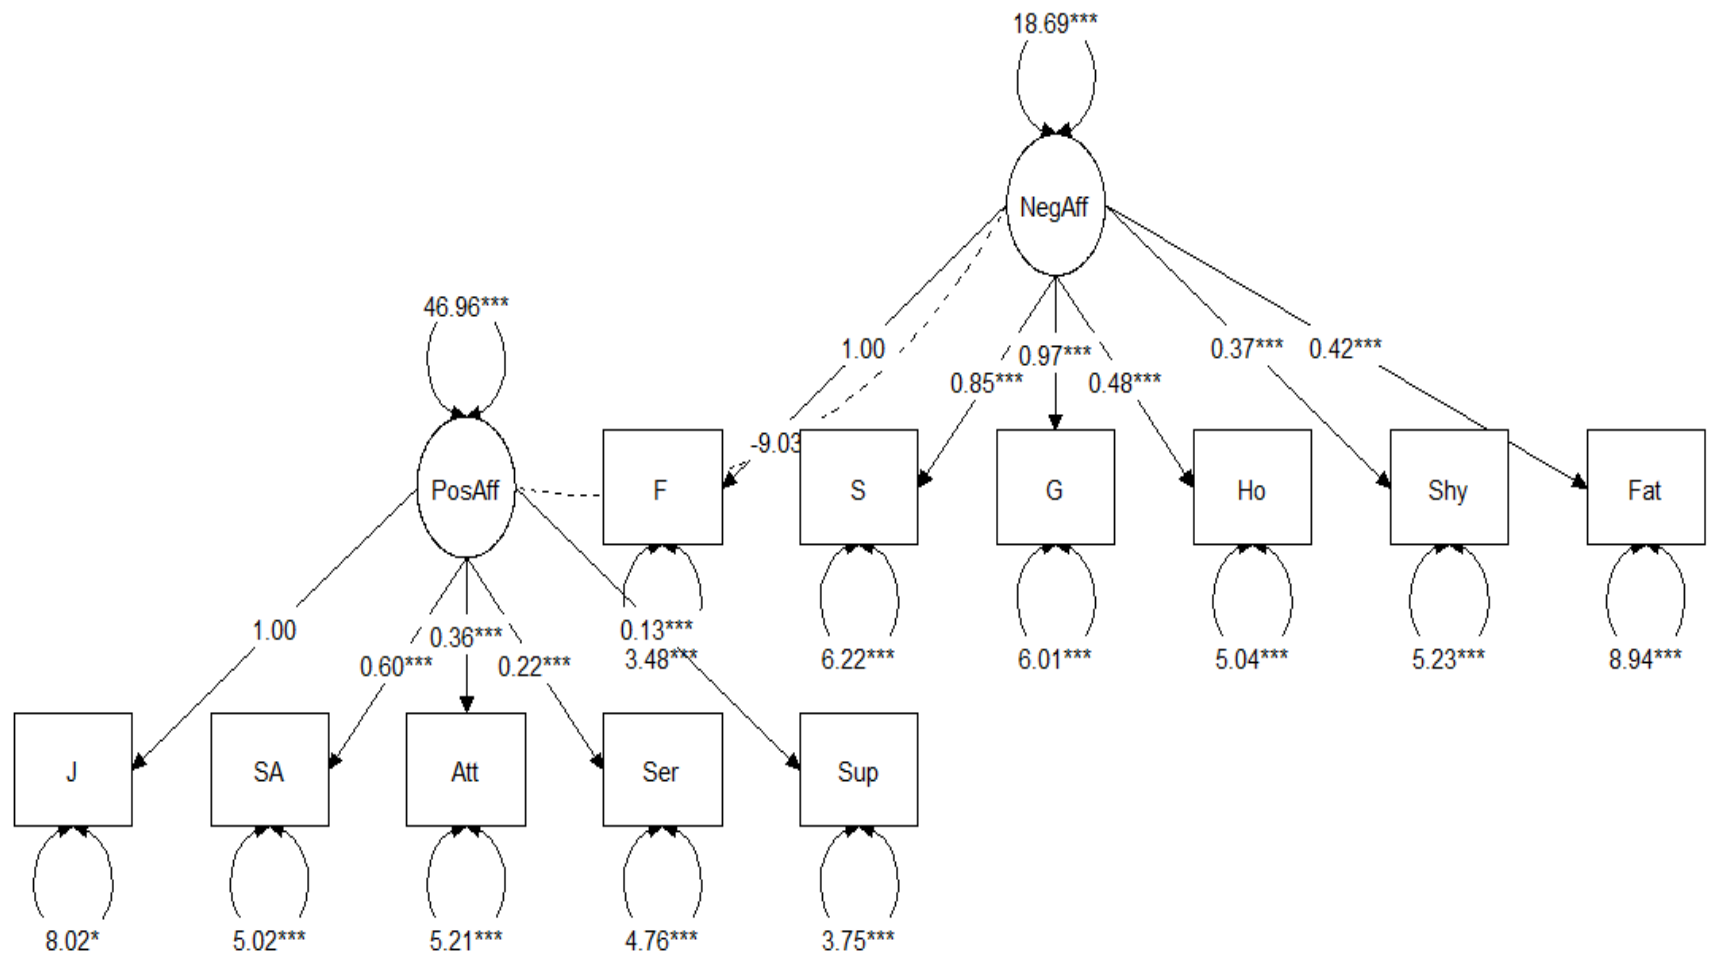 18.69***
NegAff
46.96***
1.00
0.97***
0.37***
0.42***
0.85***
0.48***
-9.03
PosAff
F
S
G
Ho
Shy
Fat
1.00
0.36***
0.13***
0.60***
0.22***
3.48***
6.22***
6.01***
5.04***
5.23***
8.94***
J
SA
Att
Ser
Sup
8.02*
5.02***
5.21***
4.76***
3.75***